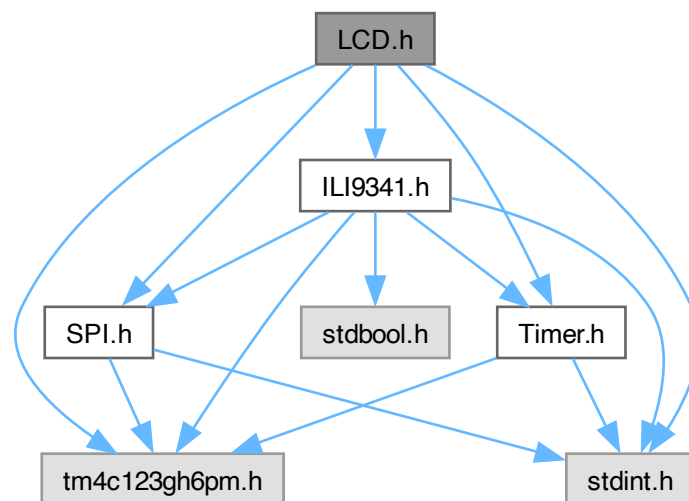 LCD.h
ILI9341.h
SPI.h
stdbool.h
Timer.h
tm4c123gh6pm.h
stdint.h